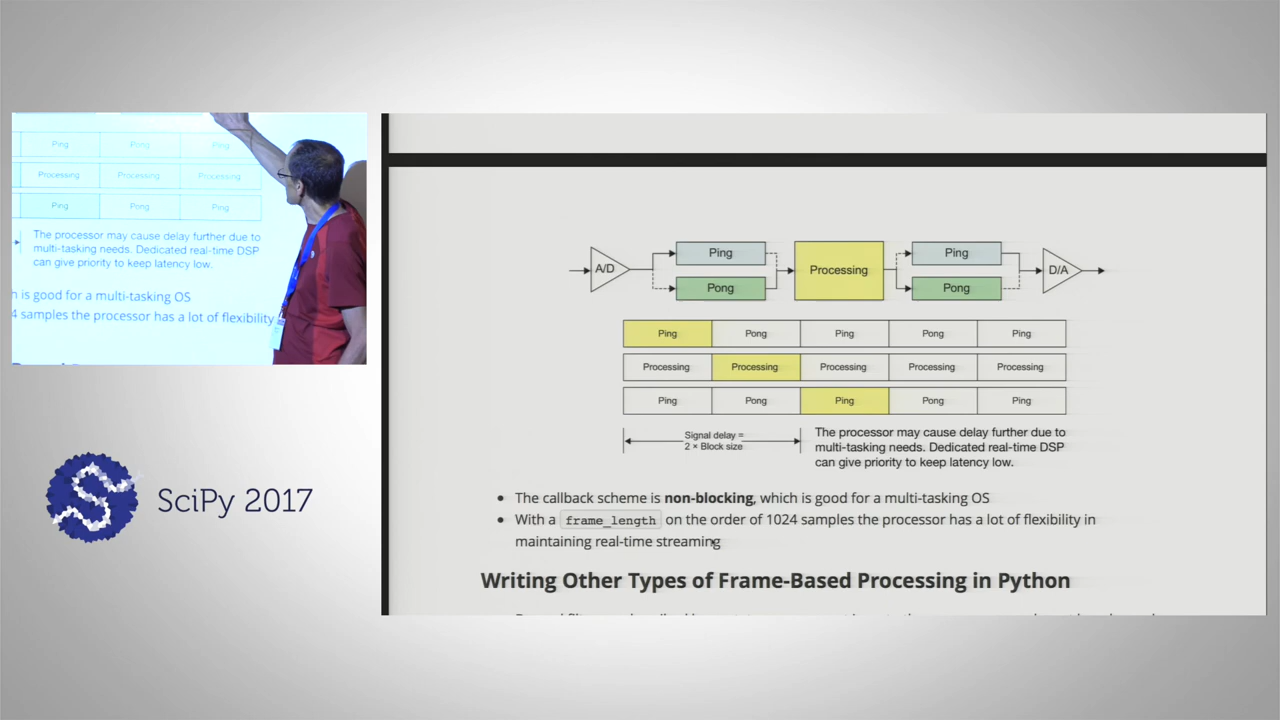 Ping Pong Ping
Processing Processing Processing
Ping Pong Ping
The processor may cause delay further due to
multi-tasking needs. Dedicated real-time DSP
can give priority to keep latency low.
is good for a multi-tasking OS
4 samples the processor has a lot of flexibility
SciPy 2017
Ping Ping
A/D Processing D/A
Pong Pong
Ping Pong Ping Pong Ping
Processing Processing Processing Processing Processing
Ping Pong Ping Pong Ping
Signal delay =
2 × Block size
The processor may cause delay further due to
multi-tasking needs. Dedicated real-time DSP
can give priority to keep latency low.
• The callback scheme is non-blocking, which is good for a multi-tasking OS
• With a frame_length on the order of 1024 samples the processor has a lot of flexibility in
maintaining real-time streaming
Writing Other Types of Frame-Based Processing in Python